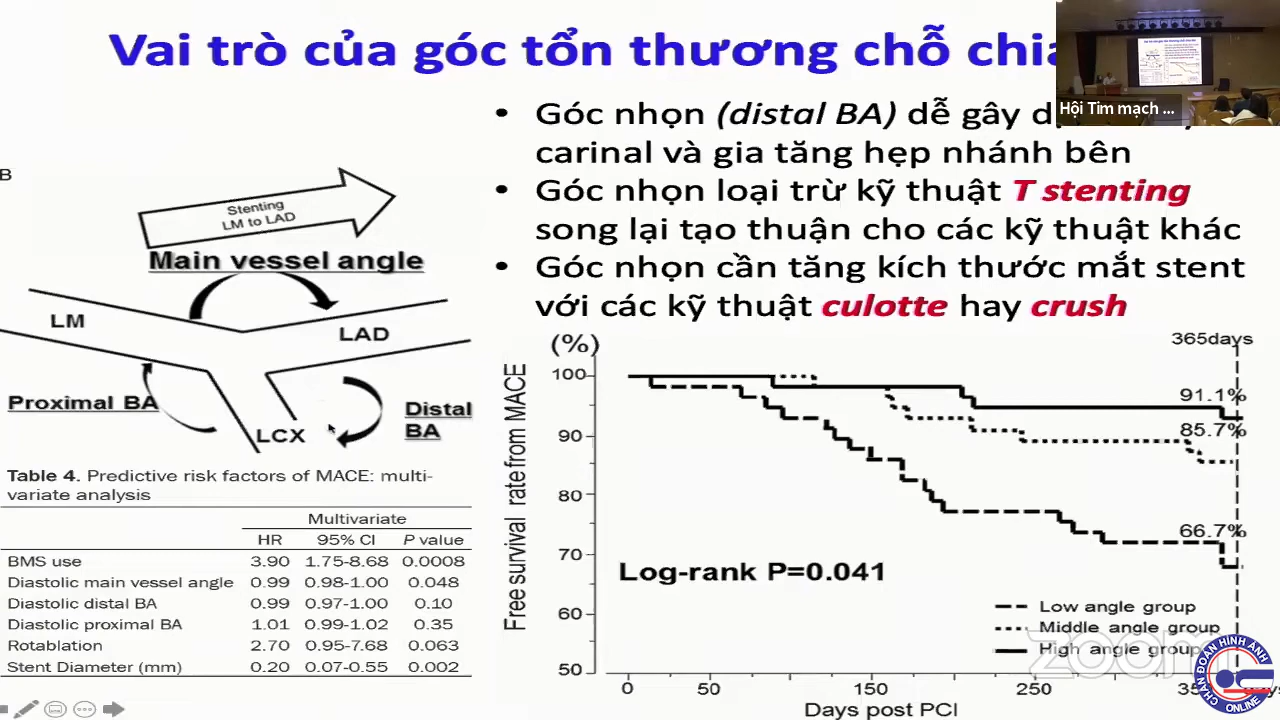 Vai trò của góc tổn thương chỗ chia
Hội Tim mạch ...
• Góc nhọn (distal BA) dễ gây
carinal và gia tăng hẹp nhánh bên
• Góc nhọn loại trừ kỹ thuật T stenting
song lại tạo thuận cho các kỹ thuật khác
• Góc nhọn cần tăng kích thước mắt stent
với các kỹ thuật culotte hay crush
B
Stenting
LM to LAD
Main vessel angle
LM
LAD
Proximal BA
Distal
BA
LCX
Table 4. Predictive risk factors of MACE: multi-
variate analysis
Multivariate
HR 95% CI P value
BMS use 3.90 1.75-8.68 0.0008
Diastolic main vessel angle 0.99 0.98-1.00 0.048
Diastolic distal BA 0.99 0.97-1.00 0.10
Diastolic proximal BA 1.01 0.99-1.02 0.35
Rotablation 2.70 0.95-7.68 0.063
Stent Diameter (mm) 0.20 0.07-0.55 0.002
(%)
365days
Free survival rate from MACE
100
90
80
70
60
50
91.1%
85.7%
66.7%
Log-rank P=0.041
Low angle group
Middle angle group
High angle group
0 50 150 250
Days post PCI
zoom
CHẨN ĐOÁN HÌNH ẢNH
ONLINE